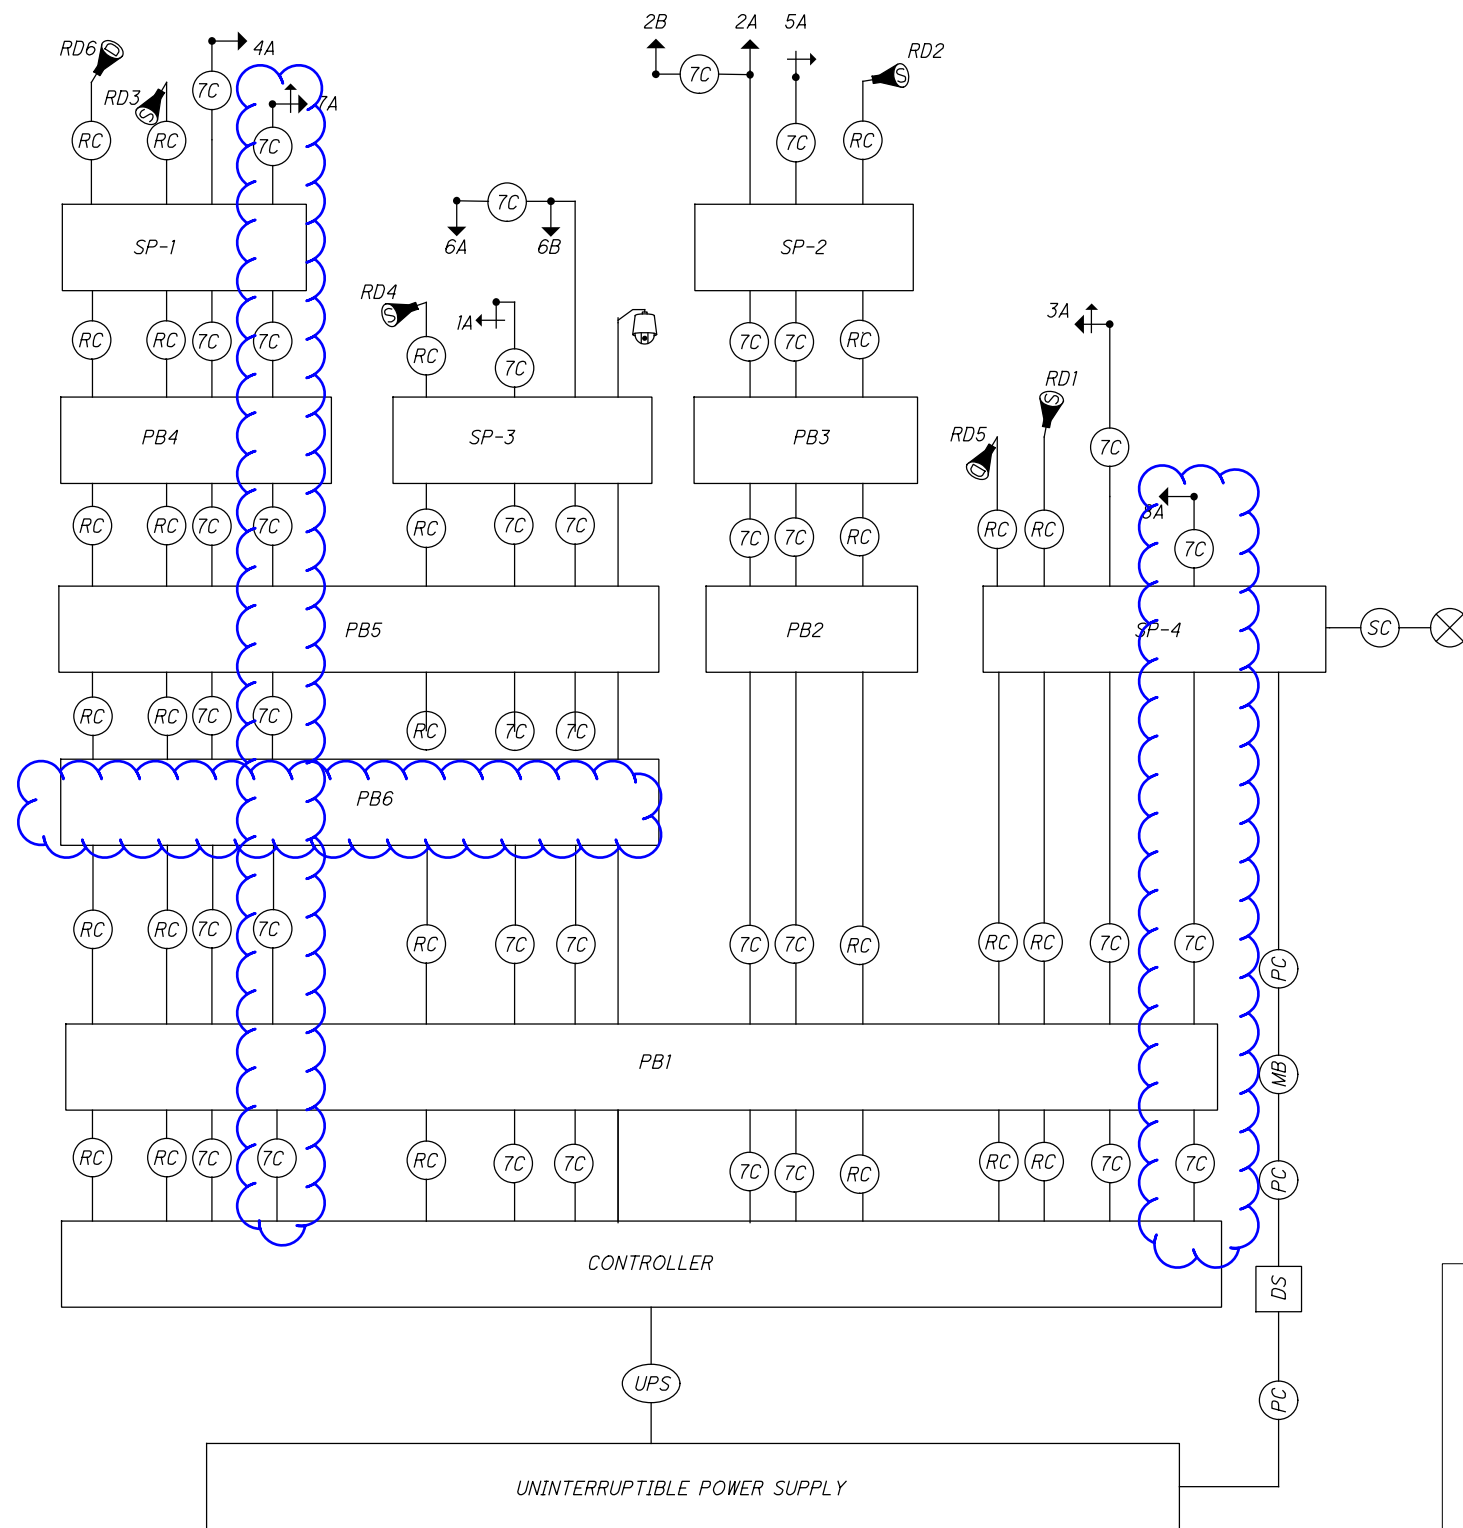 2B 2A 5A
RD6 4A RD2
7C
RD3 7C 7A
RC RC 7C 7C RC
7C
SP-1 6A 6B SP-2
RD4 1A 3A
RC RC 7C 7C RC 7C 7C 7C RC
RD1
PB4 SP-3 PB3 RD5 7C
8A
RC RC 7C 7C RC 7C 7C 7C 7C RC RC RC 7C
PB5 PB2 SP-4 SC
RC RC 7C 7C RC 7C 7C
PB6
RC RC 7C 7C RC 7C 7C 7C 7C RC RC RC 7C 7C PC
PB1 MB
RC RC 7C 7C RC 7C 7C 7C 7C RC RC RC 7C 7C PC
CONTROLLER DS
UPS PC
UNINTERRUPTIBLE POWER SUPPLY